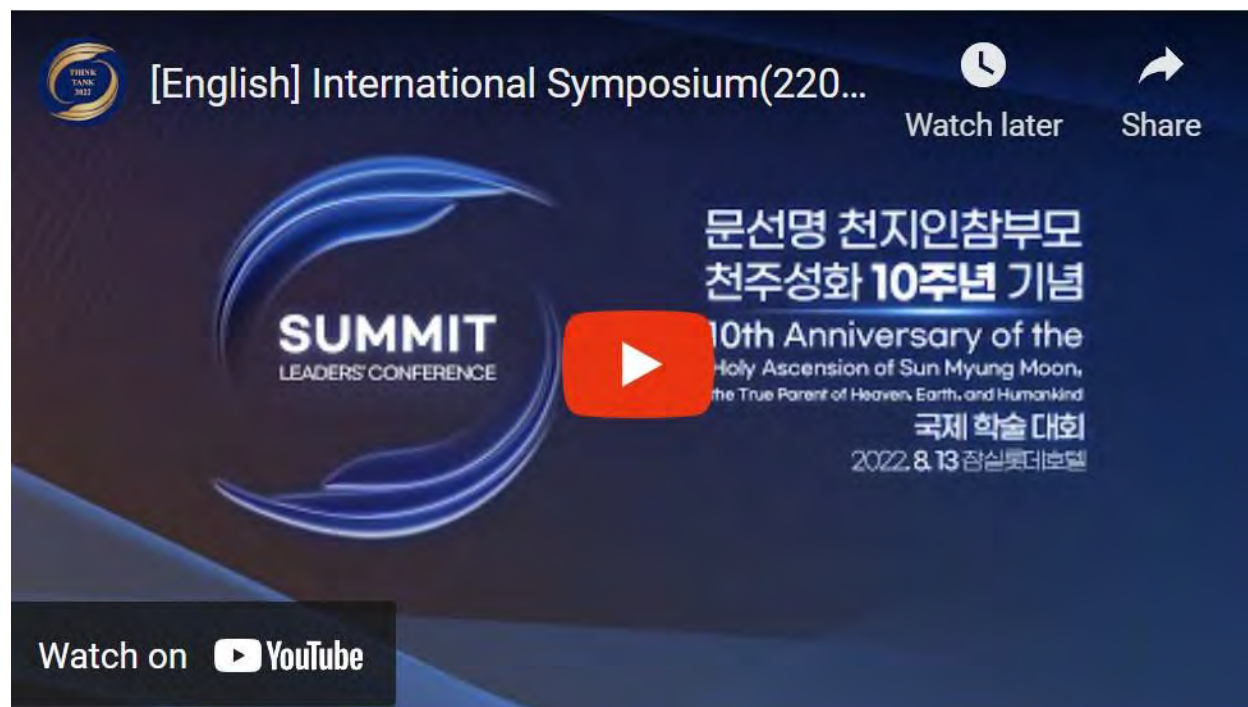 THINK
TANK
2022
[English] International Symposium(220...
Watch later
Share
문선명 천지인참부모
천주성화 10주년 기념
SUMMIT
LEADERS' CONFERENCE
10th Anniversary of the
Holy Ascension of Sun Myung Moon,
the True Parent of Heaven, Earth, and Humankind
국제 학술 대회
2022. 8. 13 잠실롯데호텔
Watch on YouTube